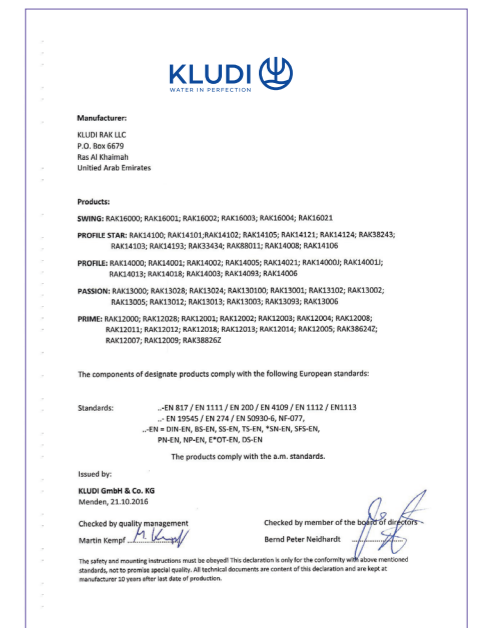 KLUDI
WATER IN PERFECTION
Manufacturer:
KLUDI RAK LLC
P.O. Box 6679
Ras Al Khaimah
Unitied Arab Emirates
Products:
SWING: RAK16000; RAK16001; RAK16002; RAK16003; RAK16004; RAK16021
PROFILE STAR: RAK14100; RAK14101;RAK14102; RAK14105; RAK14121; RAK14124; RAK38243;
RAK14103; RAK14193; RAK33434; RAK88011; RAK14008; RAK14106
PROFILE: RAK14000; RAK14001; RAK14002; RAK14005; RAK14021; RAK14000J; RAK14001J;
RAK14013; RAK14018; RAK14003; RAK14093; RAK14006
PASSION: RAK13000; RAK13028; RAK13024; RAK130100; RAK13001; RAK13102; RAK13002;
RAK13005; RAK13012; RAK13013; RAK13003; RAK13093; RAK13006
PRIME: RAK12000; RAK12028; RAK12001; RAK12002; RAK12003; RAK12004; RAK12008;
RAK12011; RAK12012; RAK12018; RAK12013; RAK12014; RAK12005; RAK38624Z;
RAK12007; RAK12009; RAK38826Z
The components of designate products comply with the following European standards:
Standards: ..-EN 817 / EN 1111 / EN 200 / EN 4109 / EN 1112 / EN1113
..- EN 19545 / EN 274 / EN 50930-6, NF-077,
..-EN = DIN-EN, BS-EN, SS-EN, TS-EN, *SN-EN, SFS-EN,
PN-EN, NP-EN, E*OT-EN, DS-EN
The products comply with the a.m. standards.
Issued by:
KLUDI GmbH & Co. KG
Menden, 21.10.2016
Checked by quality management Checked by member of the board of directors
Martin Kempf M. Kempf Bernd Peter Neidhardt
The safety and mounting instructions must be obeyed! This declaration is only for the conformity with above mentioned
standards, not to promise special quality. All technical documents are content of this declaration and are kept at
manufacturer 10 years after last date of production.